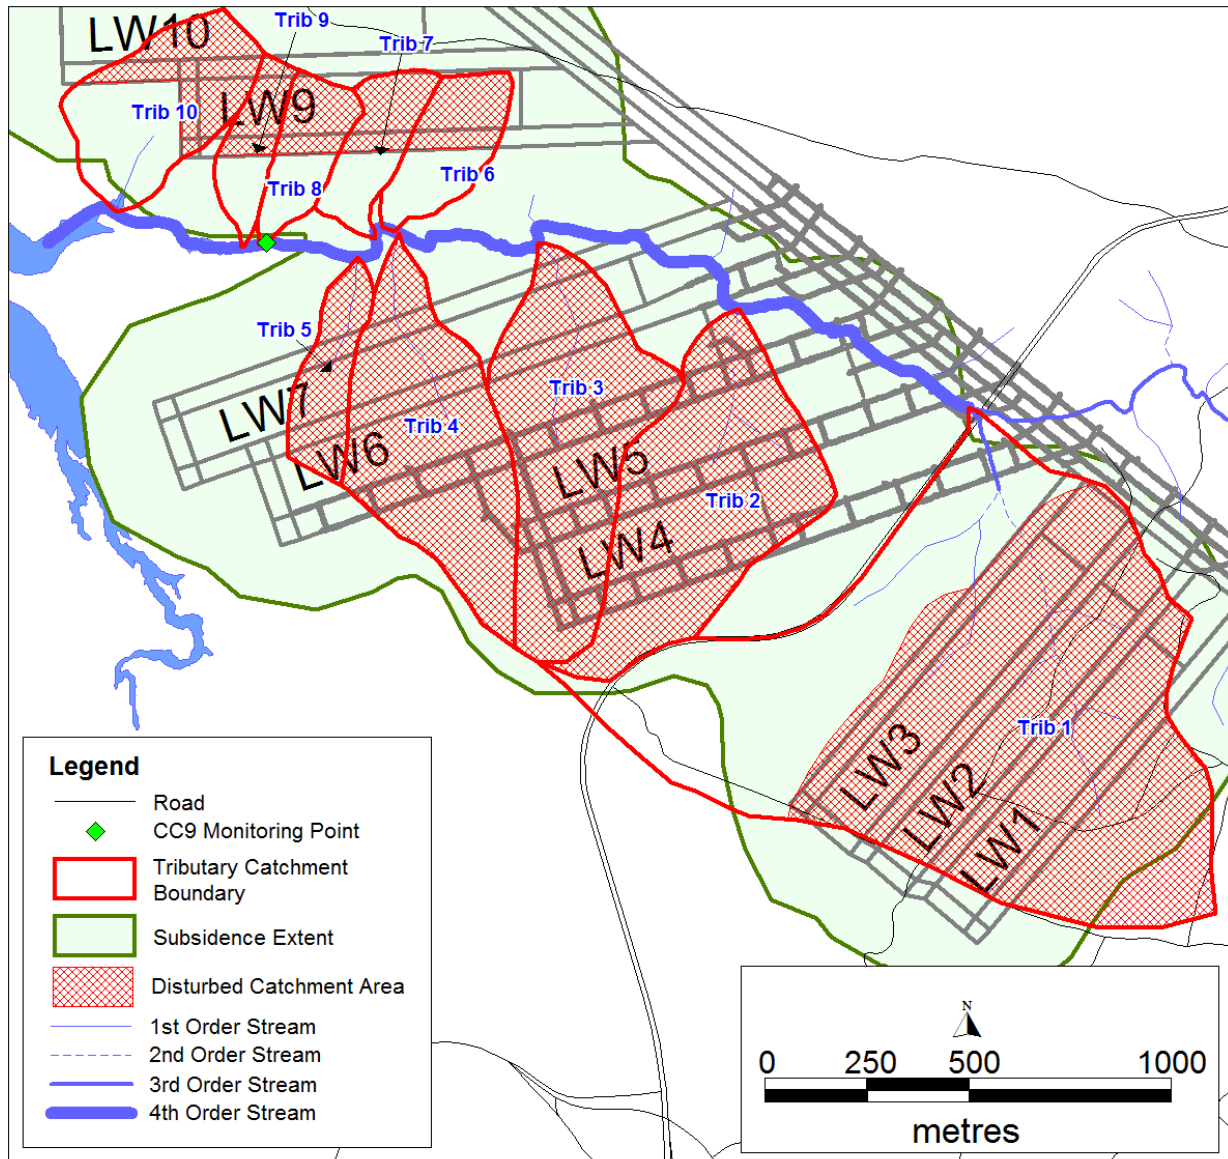 LW10
Trib 9
Trib 7
Trib 10
LW9
Trib 8
Trib 6
Trib 5
LW7
LW6
Trib 4
Trib 3
LW5
LW4
Trib 2
LW3
LW2
LW1
Trib 1
Legend
Road
CC9 Monitoring Point
Tributary Catchment
Boundary
Subsidence Extent
Disturbed Catchment Area
1st Order Stream
2nd Order Stream
3rd Order Stream
4th Order Stream
N
0 250 500 1000
metres